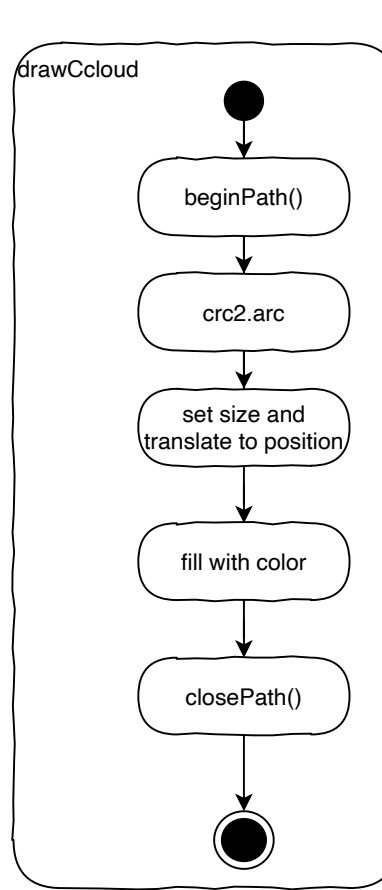 drawCcloud
beginPath()
crc2.arc
set size and
translate to position
fill with color
closePath()